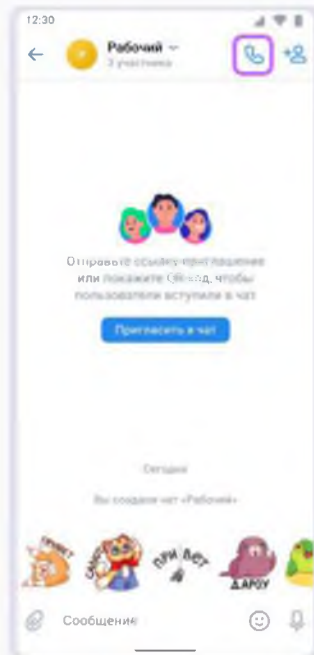 12:30
Рабочий
3 участника
Отправьте ссылку-приглашение
или покажите QR-код, чтобы
пользователи вступили в чат
Пригласить в чат
Сегодня
Вы создали чат «Рабочий»
ПРИВЕТ
ПРИВЕТ
ДАРОУ
Сообщение